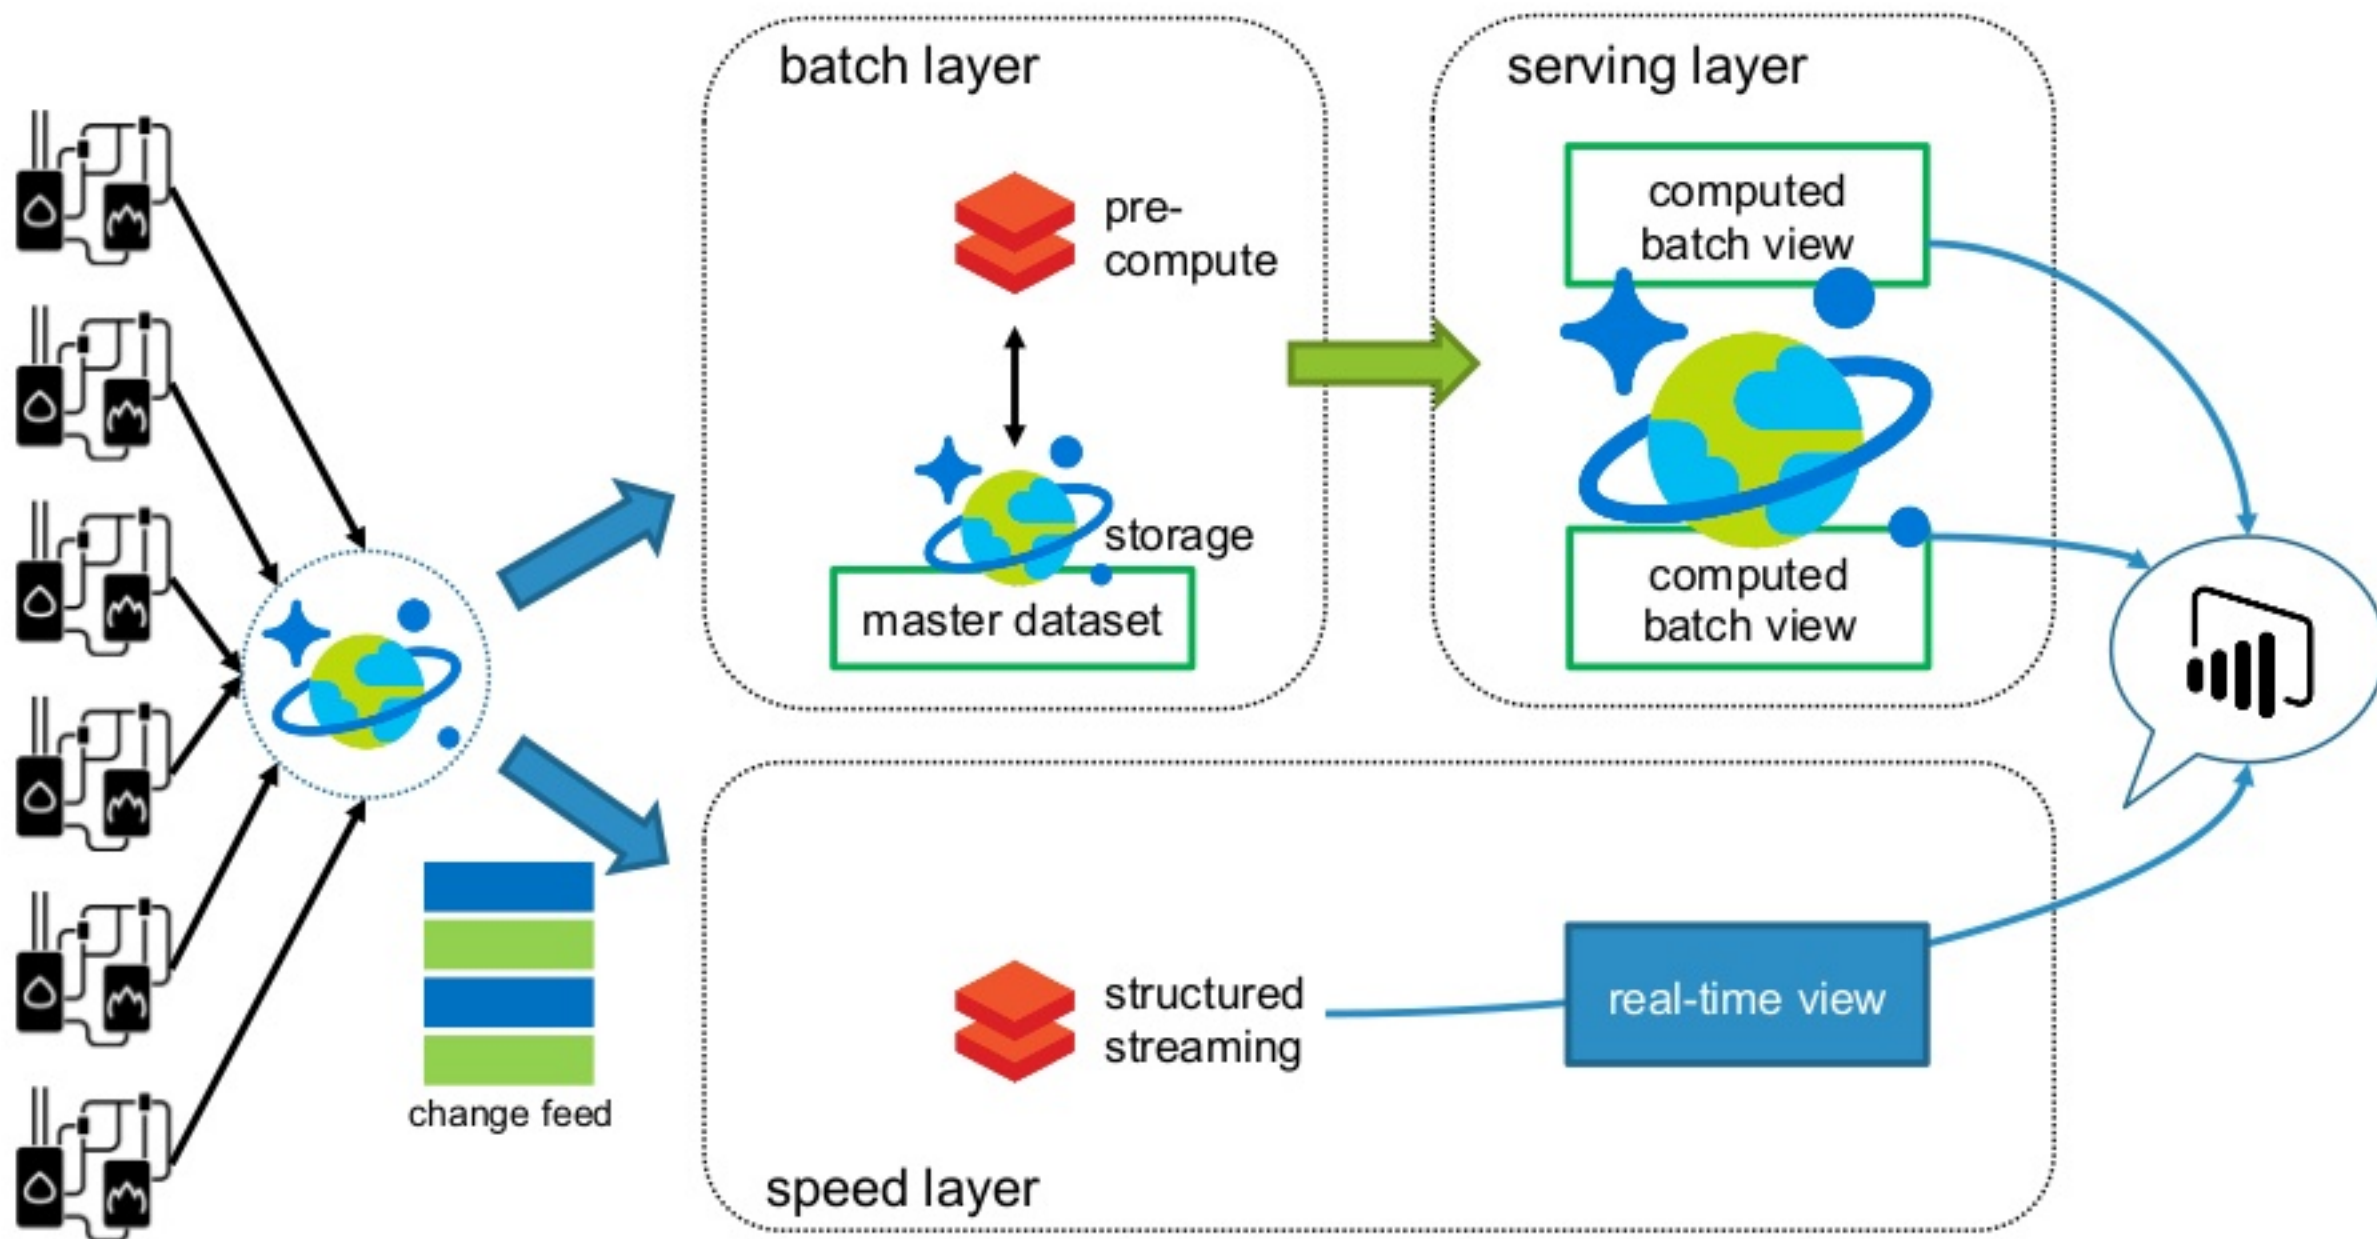 batch layer
pre-
compute
storage
master dataset
serving layer
computed
batch view
computed
batch view
change feed
structured
streaming
real-time view
speed layer